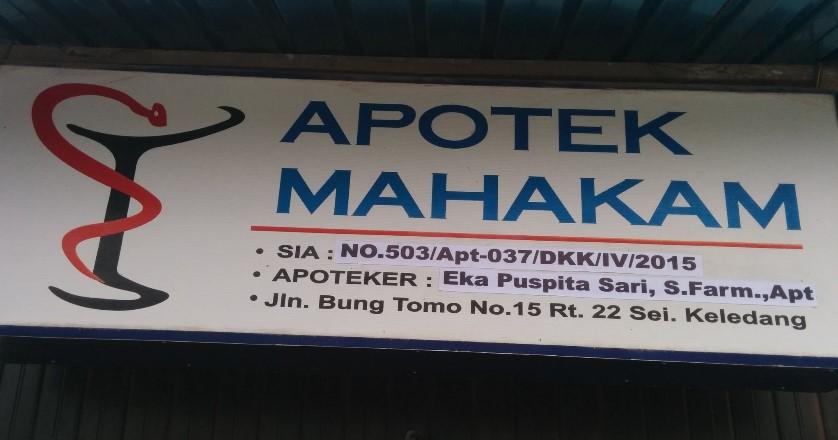 APOTEK
MAHAKAM
• SIA : NO.503/Apt-037/DKK/IV/2015
• APOTEKER : Eka Puspita Sari, S.Farm.,Apt
• Jln. Bung Tomo No.15 Rt. 22 Sei. Keledang